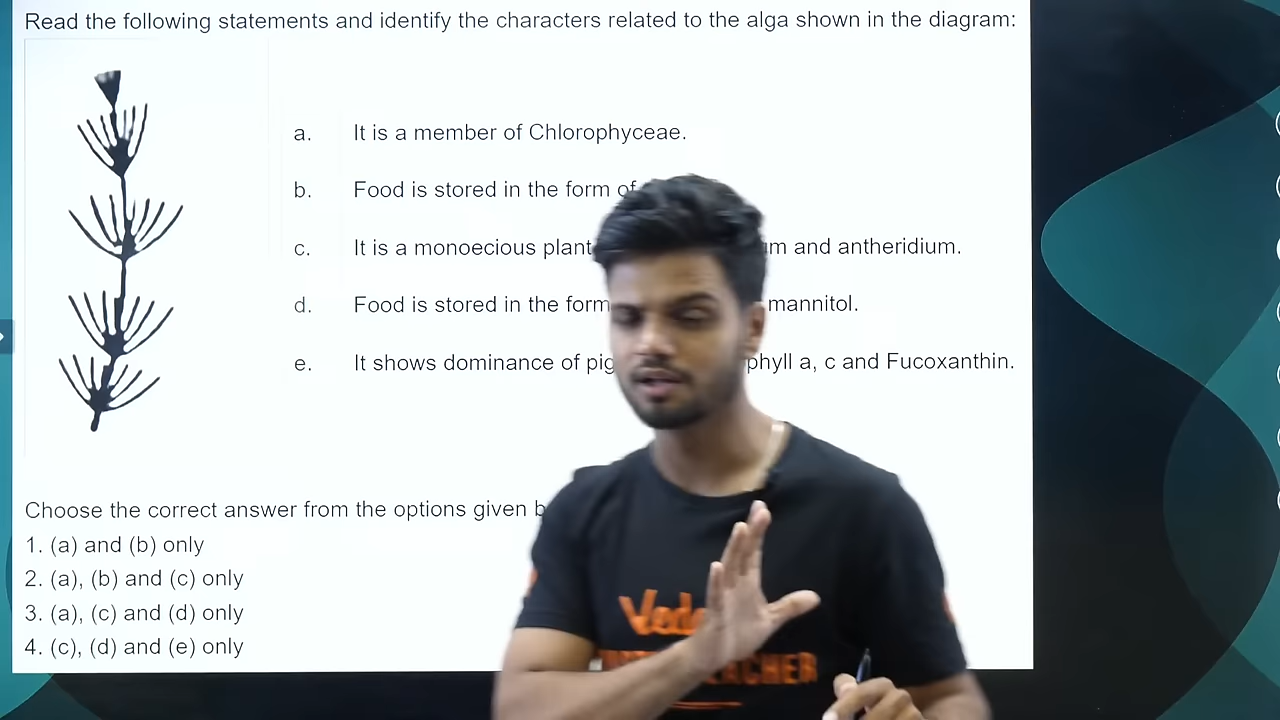 Read the following statements and identify the characters related to the alga shown in the diagram:
a. It is a member of Chlorophyceae.
b. Food is stored in the form of
c. It is a monoecious plant and antheridium.
d. Food is stored in the form mannitol.
e. It shows dominance of a, c and Fucoxanthin.
Choose the correct answer from the options given
1. (a) and (b) only
2. (a), (b) and (c) only
3. (a), (c) and (d) only
4. (c), (d) and (e) only